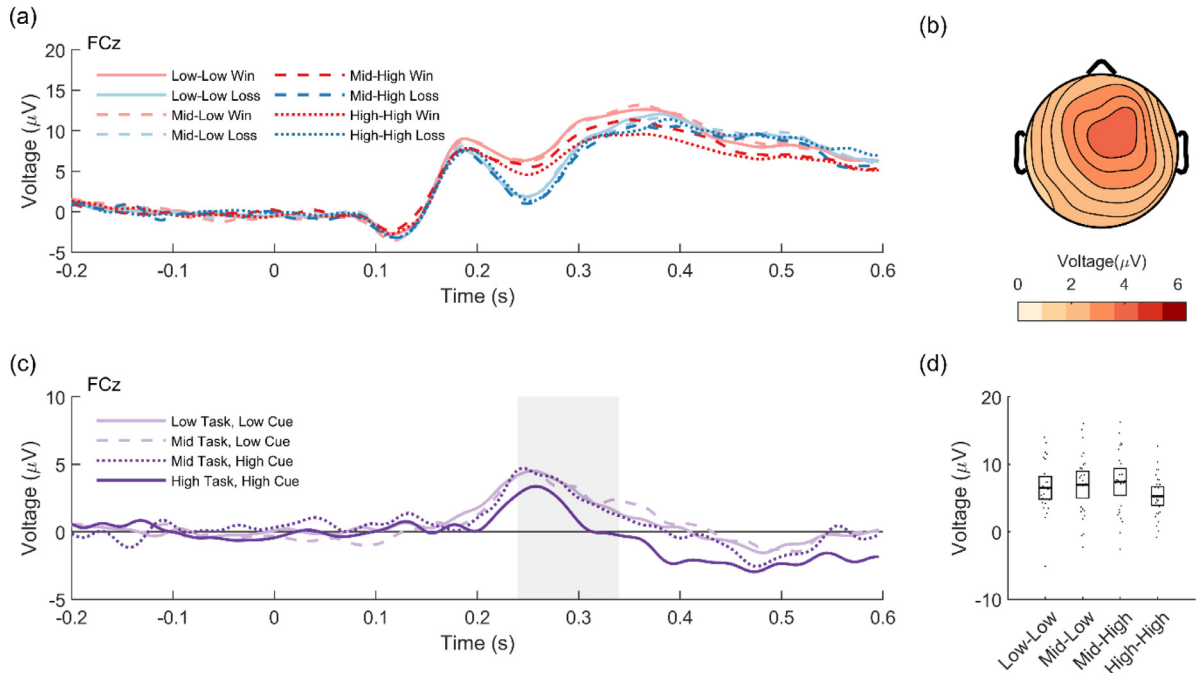 (a)
FCz
20
15
10
5
0
-5
Voltage (µV)
Low-Low Win
Low-Low Loss
Mid-Low Win
Mid-Low Loss
Mid-High Win
Mid-High Loss
High-High Win
High-High Loss
-0.2
-0.1
0
0.1
0.2
0.3
0.4
0.5
0.6
Time (s)
(b)
Voltage(µV)
0
2
4
6
(c)
FCz
10
5
0
-5
Voltage (µV)
Low Task, Low Cue
Mid Task, Low Cue
Mid Task, High Cue
High Task, High Cue
-0.2
-0.1
0
0.1
0.2
0.3
0.4
0.5
0.6
Time (s)
(d)
20
10
0
-10
Voltage (µV)
Low-Low
Mid-Low
Mid-High
High-High